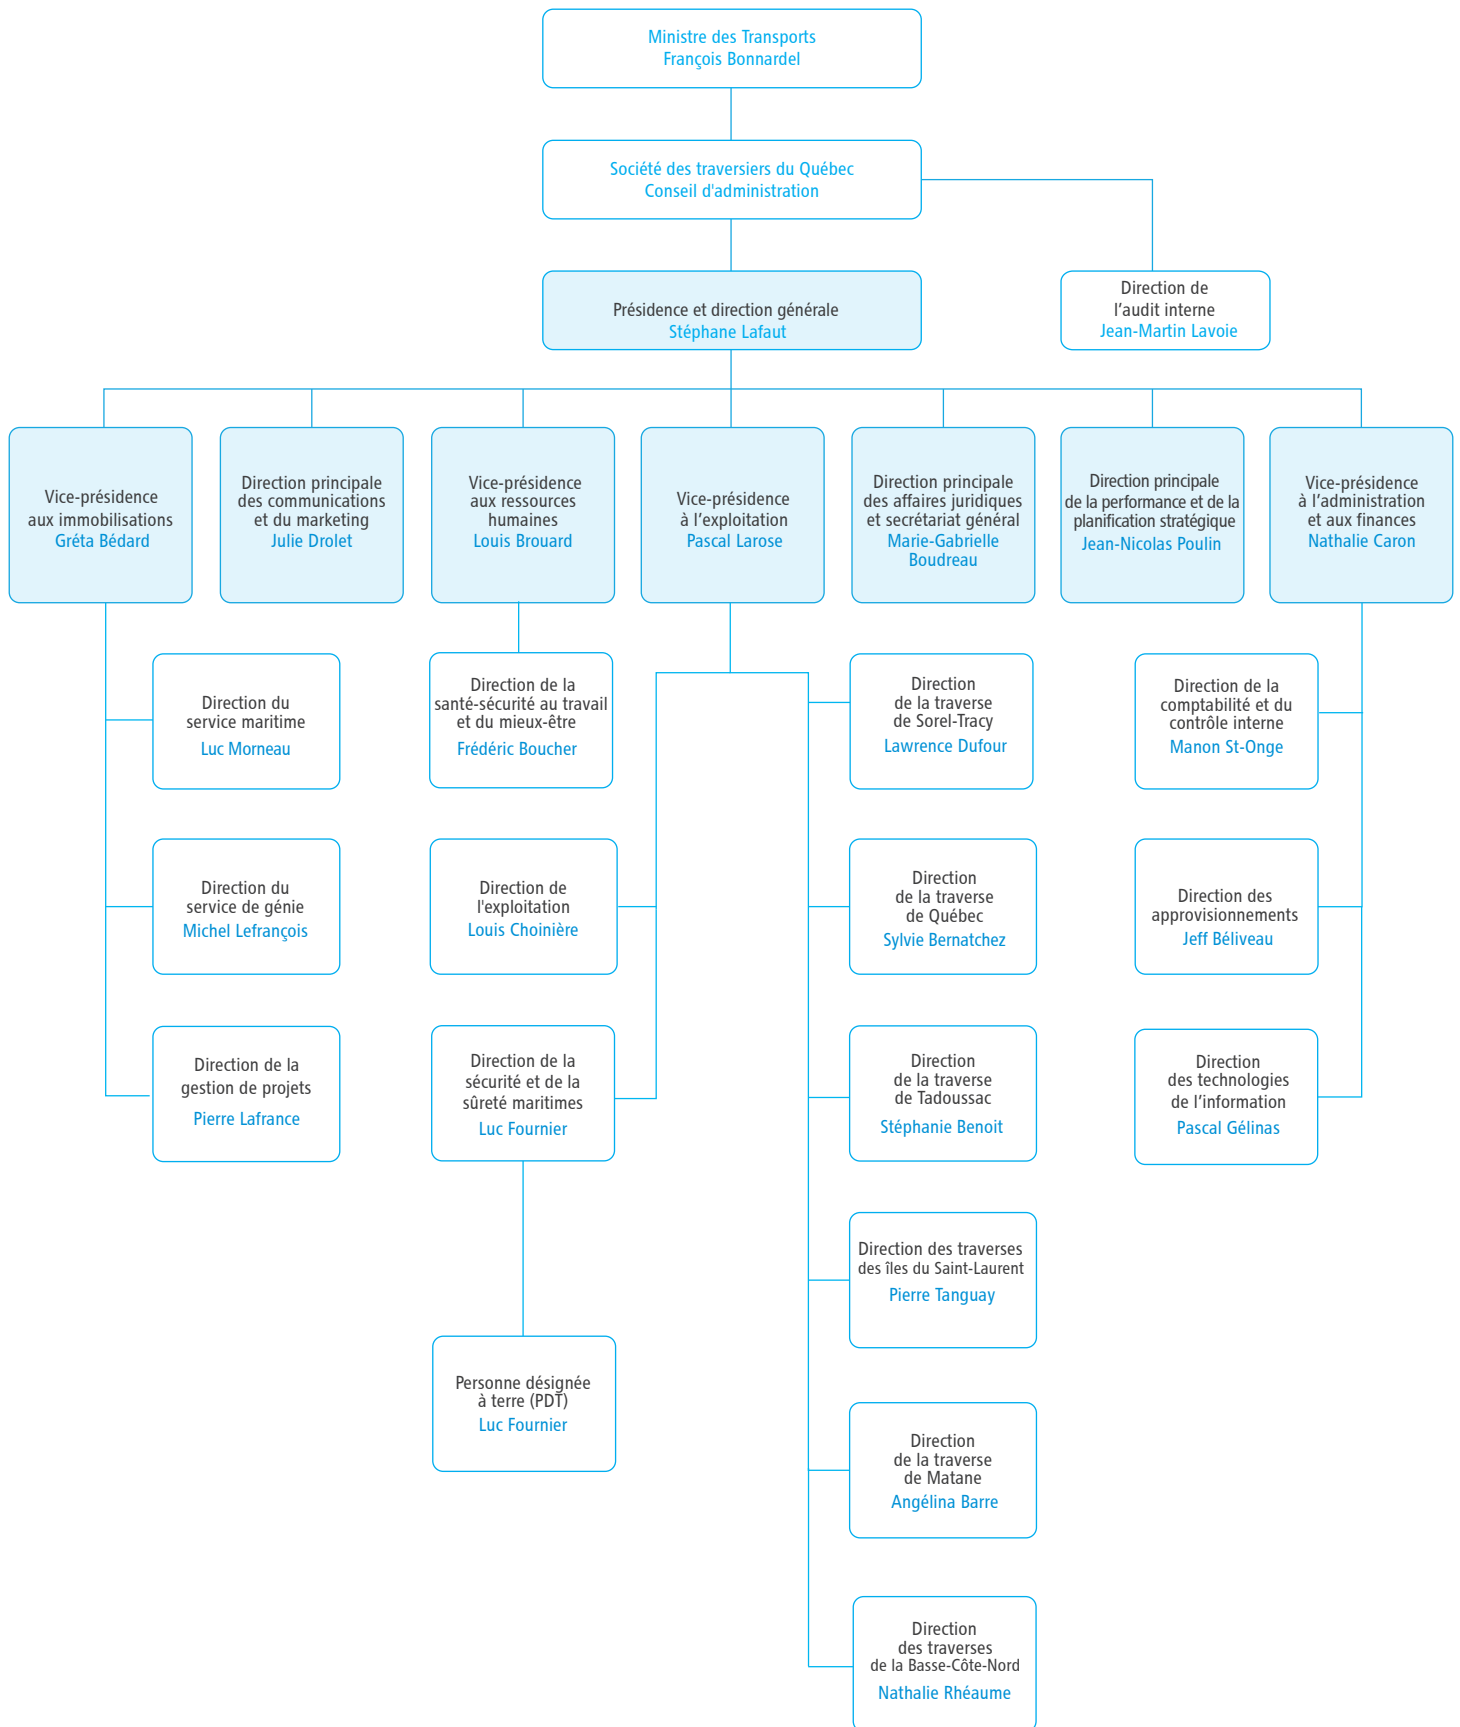 Ministre des Transports
François Bonnardel
Société des traversiers du Québec
Conseil d'administration
Présidence et direction générale
Stéphane Lafaut
Direction de
l’audit interne
Jean-Martin Lavoie
Vice-présidence
aux immobilisations
Gréta Bédard
Direction principale
des communications
et du marketing
Julie Drolet
Vice-présidence
aux ressources
humaines
Louis Brouard
Vice-présidence
à l’exploitation
Pascal Larose
Direction principale
des affaires juridiques
et secrétariat général
Marie-Gabrielle
Boudreau
Direction principale
de la performance et de la
planification stratégique
Jean-Nicolas Poulin
Vice-présidence
à l’administration
et aux finances
Nathalie Caron
Direction du
service maritime
Luc Morneau
Direction de la
santé-sécurité au travail
et du mieux-être
Frédéric Boucher
Direction
de la traverse
de Sorel-Tracy
Lawrence Dufour
Direction de la
comptabilité et du
contrôle interne
Manon St-Onge
Direction du
service de génie
Michel Lefrançois
Direction de
l'exploitation
Louis Choinière
Direction
de la traverse
de Québec
Sylvie Bernatchez
Direction des
approvisionnements
Jeff Béliveau
Direction de la
gestion de projets
Pierre Lafrance
Direction de la
sécurité et de la
sûreté maritimes
Luc Fournier
Direction
de la traverse
de Tadoussac
Stéphanie Benoit
Direction
des technologies
de l’information
Pascal Gélinas
Direction des traverses
des îles du Saint-Laurent
Pierre Tanguay
Personne désignée
à terre (PDT)
Luc Fournier
Direction
de la traverse
de Matane
Angélina Barre
Direction
des traverses
de la Basse-Côte-Nord
Nathalie Rhéaume